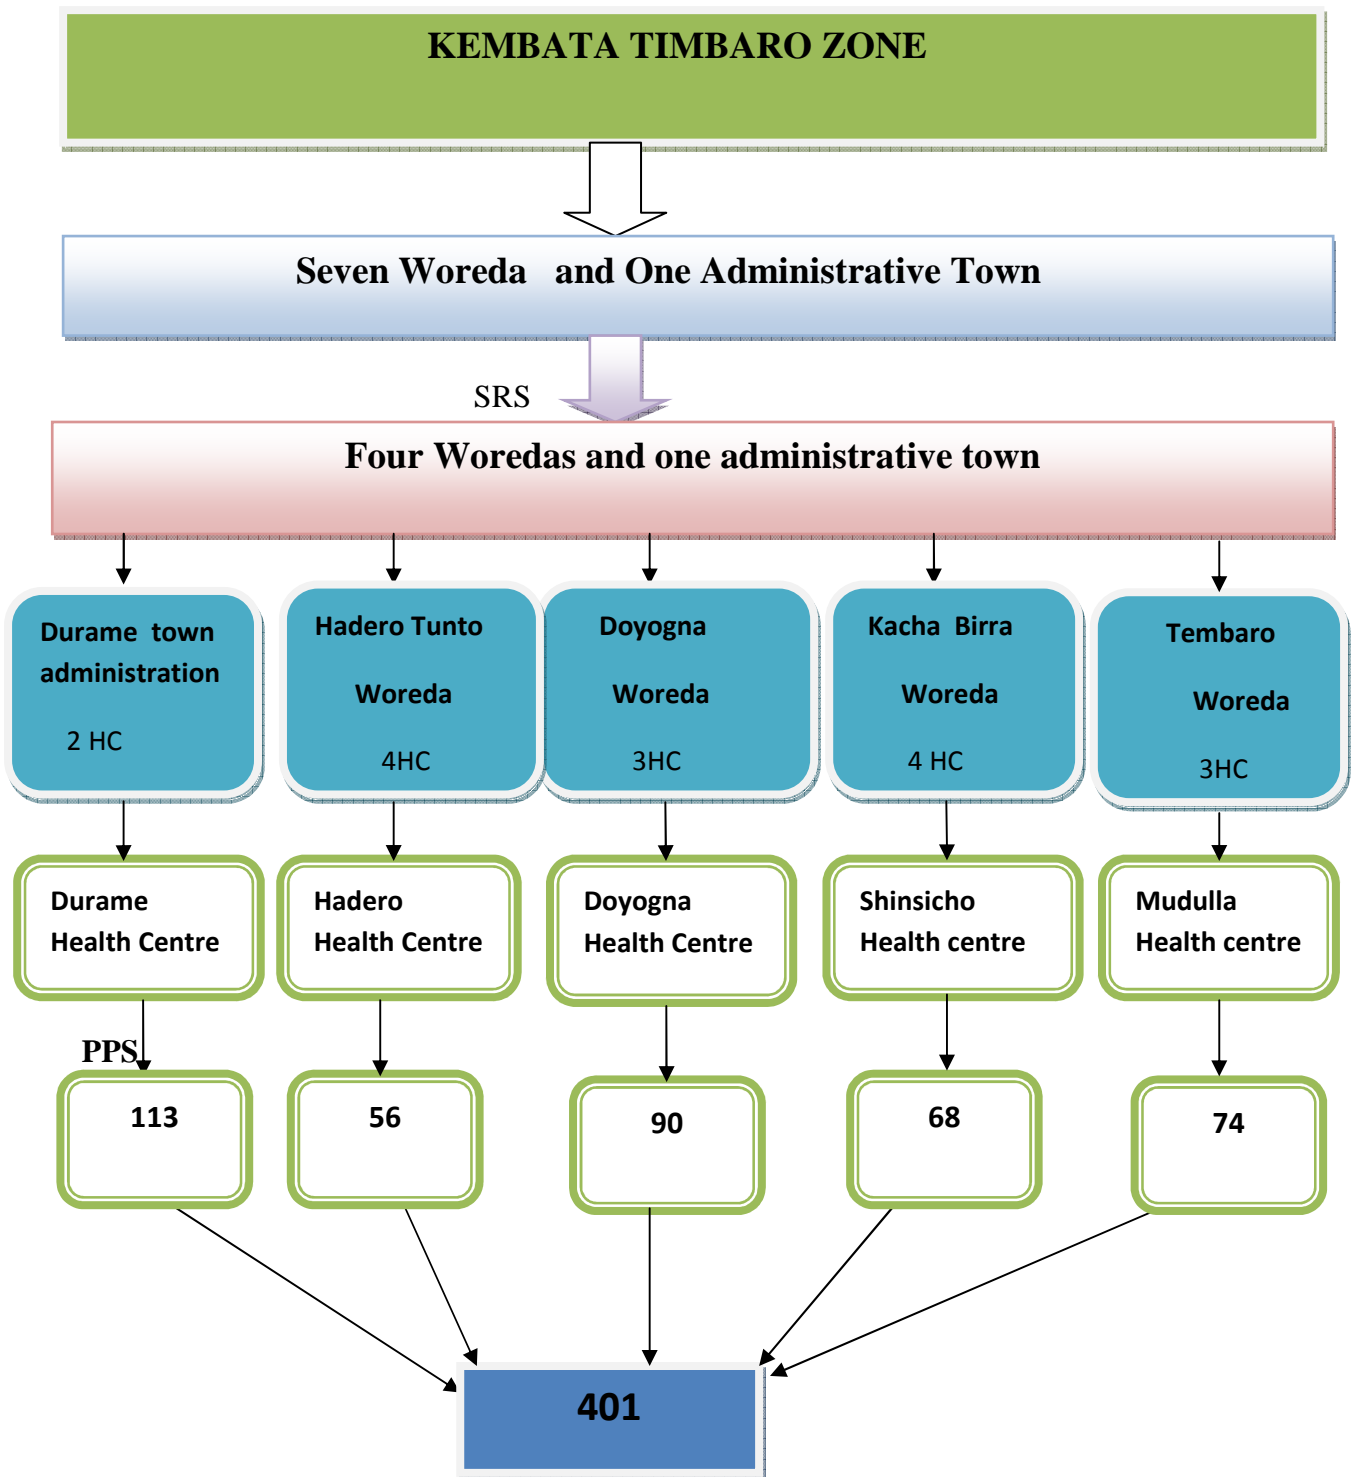 KEMBATA TIMBARO ZONE
Seven Woreda and One Administrative Town
SRS
Four Woredas and one administrative town
Durame town
administration
2 HC
Hadero Tunto
Woreda
4HC
Doyogna
Woreda
3HC
Kacha Birra
Woreda
4 HC
Tembaro
Woreda
3HC
Durame
Health Centre
Hadero
Health Centre
Doyogna
Health Centre
Shinsicho
Health centre
Mudulla
Health centre
PPS
113
56
90
68
74
401